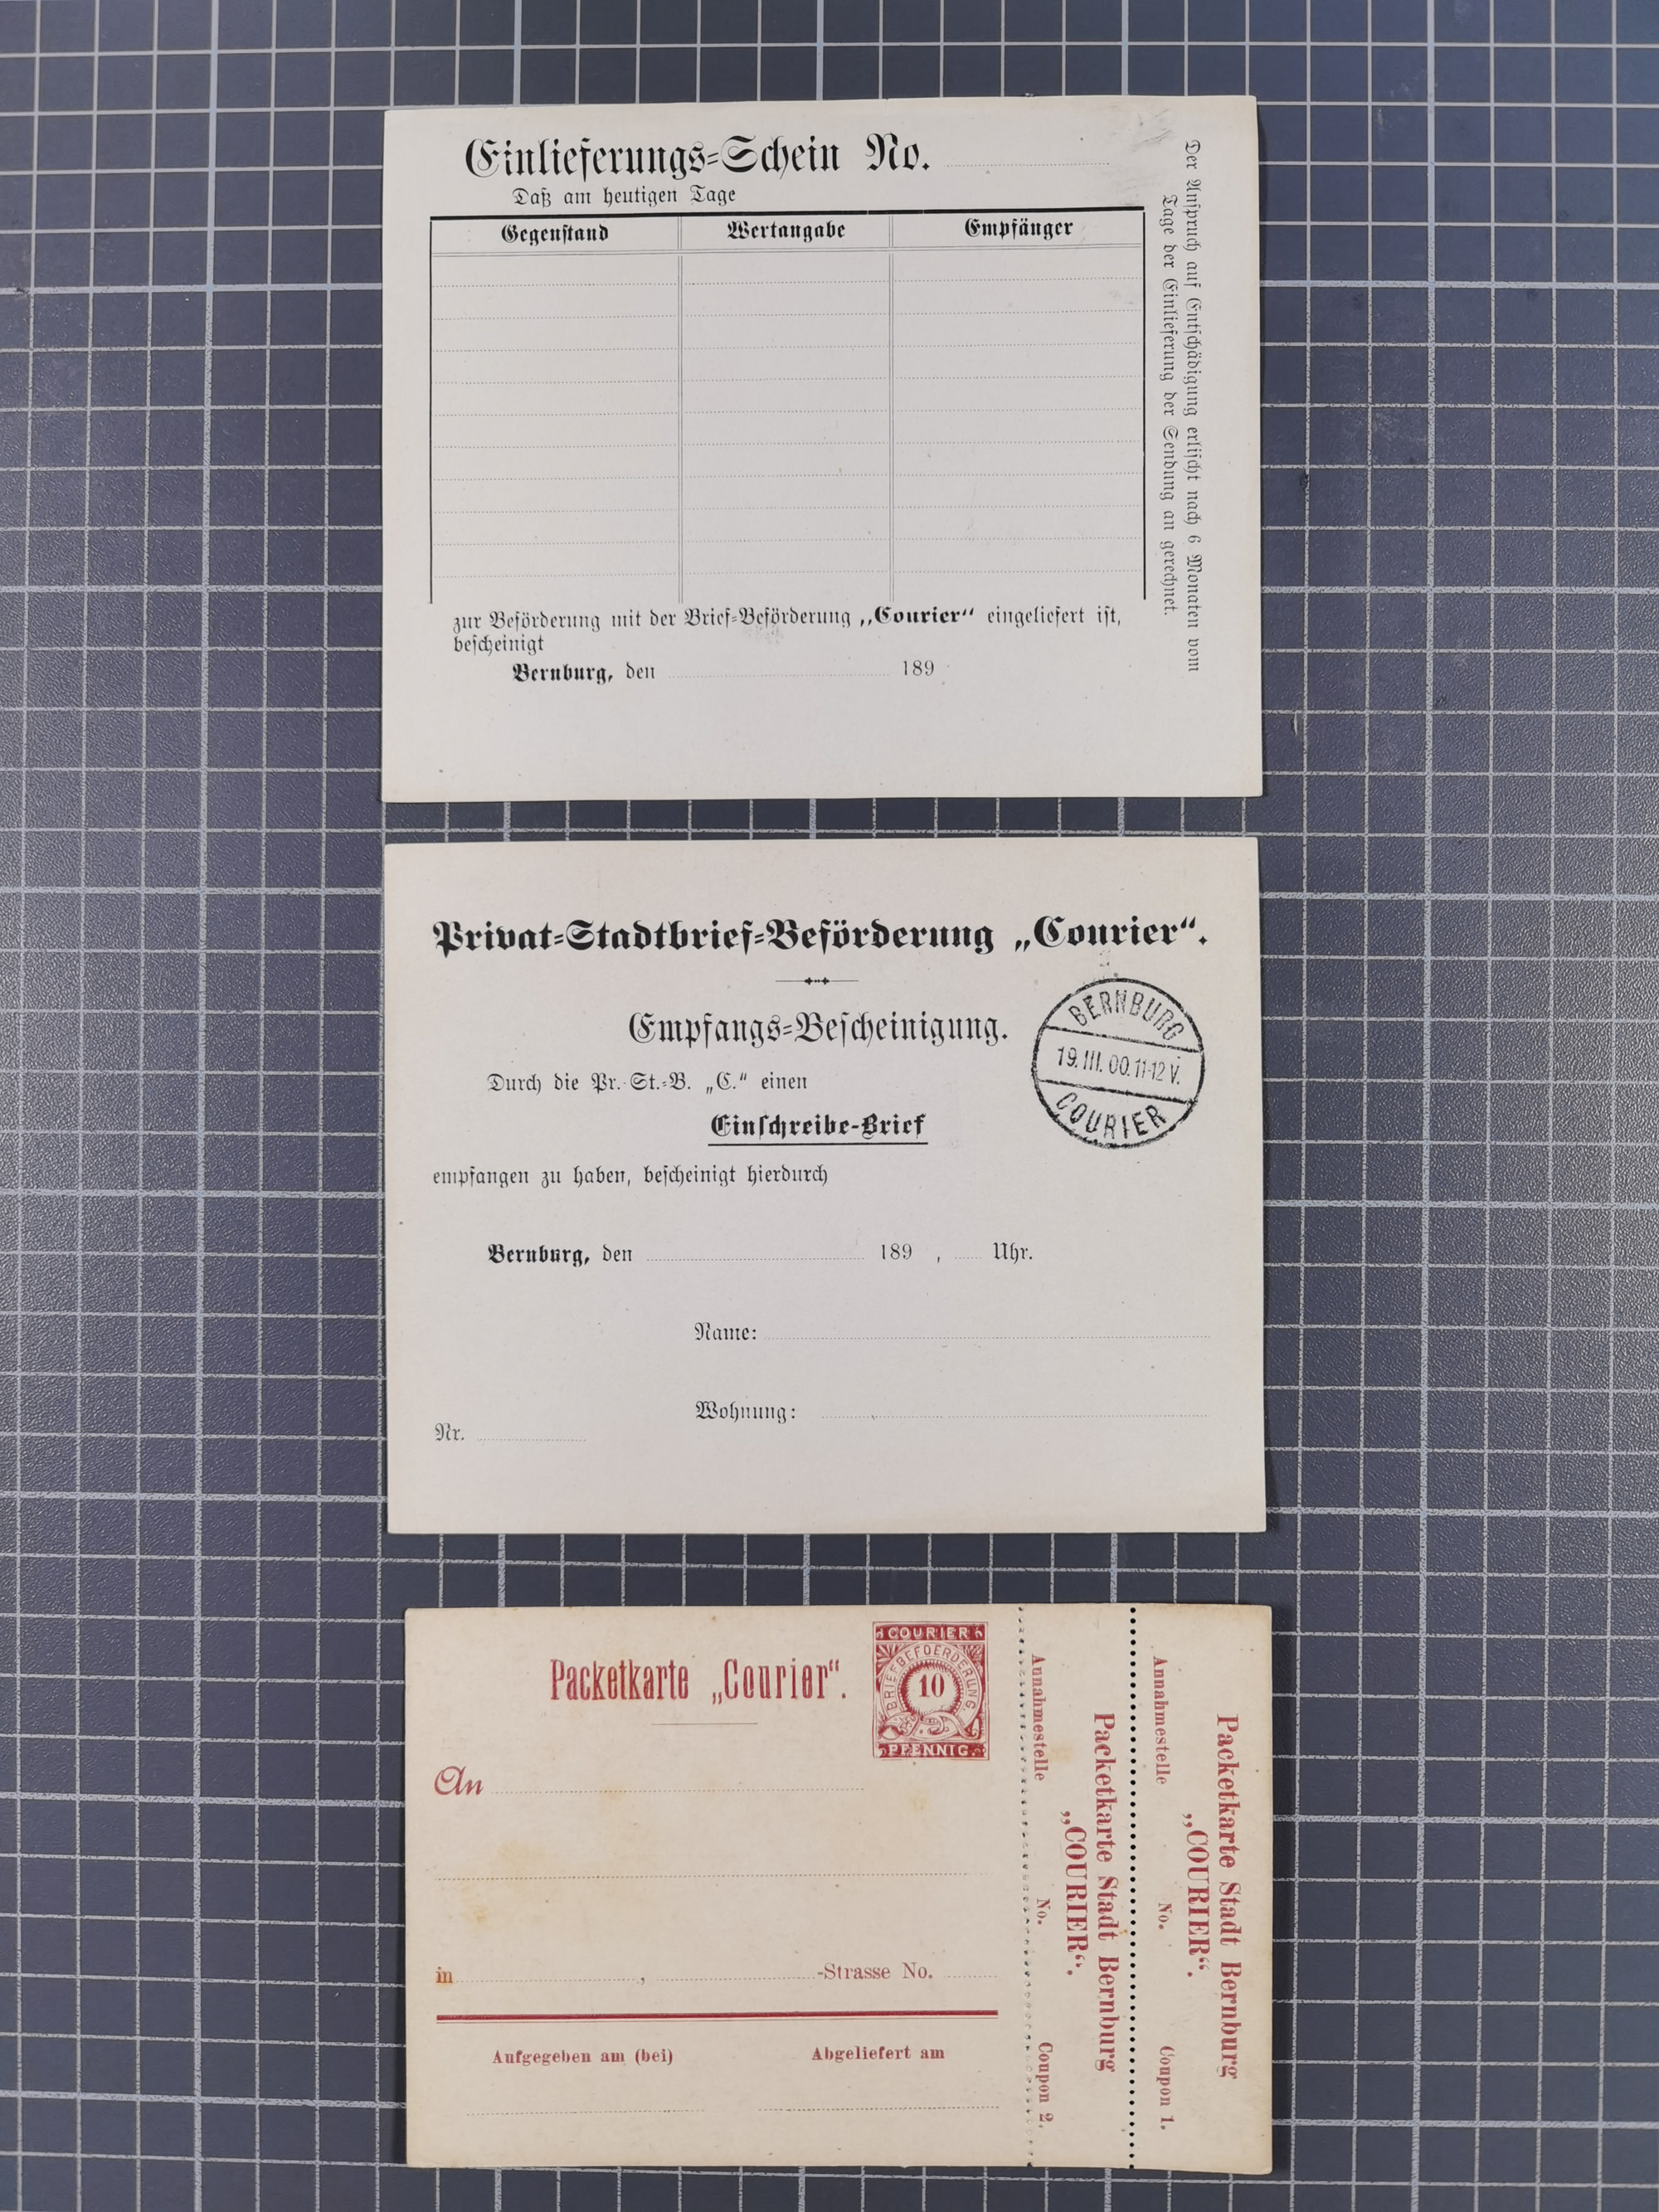 Einlieferungs-Schein No.
Daß am heutigen Tage
Gegenstand Wertangabe Empfänger
zur Beförderung mit der Brief-Beförderung „Courier“ eingeliefert ist,
bescheinigt
Bernburg, den 189
Der Anspruch auf Entschädigung erlischt nach 6 Monaten vom
Tage der Einlieferung der Sendung an gerechnet.
Privat-Stadtbrief-Beförderung „Courier“.
Empfangs-Bescheinigung.
Durch die Pr.-St.-B. „C.“ einen
Einschreibe-Brief
empfangen zu haben, bescheinigt hierdurch
Bernburg, den 189 , Uhr.
Name:
Wohnung:
Nr.
BERNBURG
19.III.00.11-12 V.
COURIER
Packetkarte „Courier“.
COURIER
BRIEFBEFOERDERUNG
10
PFENNIG
An
in , -Strasse No.
Aufgegeben am (bei) Abgeliefert am
Packetkarte Stadt Bernburg
„COURIER“.
Annahmestelle No. Coupon 2.
Packetkarte Stadt Bernburg
„COURIER“.
Annahmestelle No. Coupon 1.